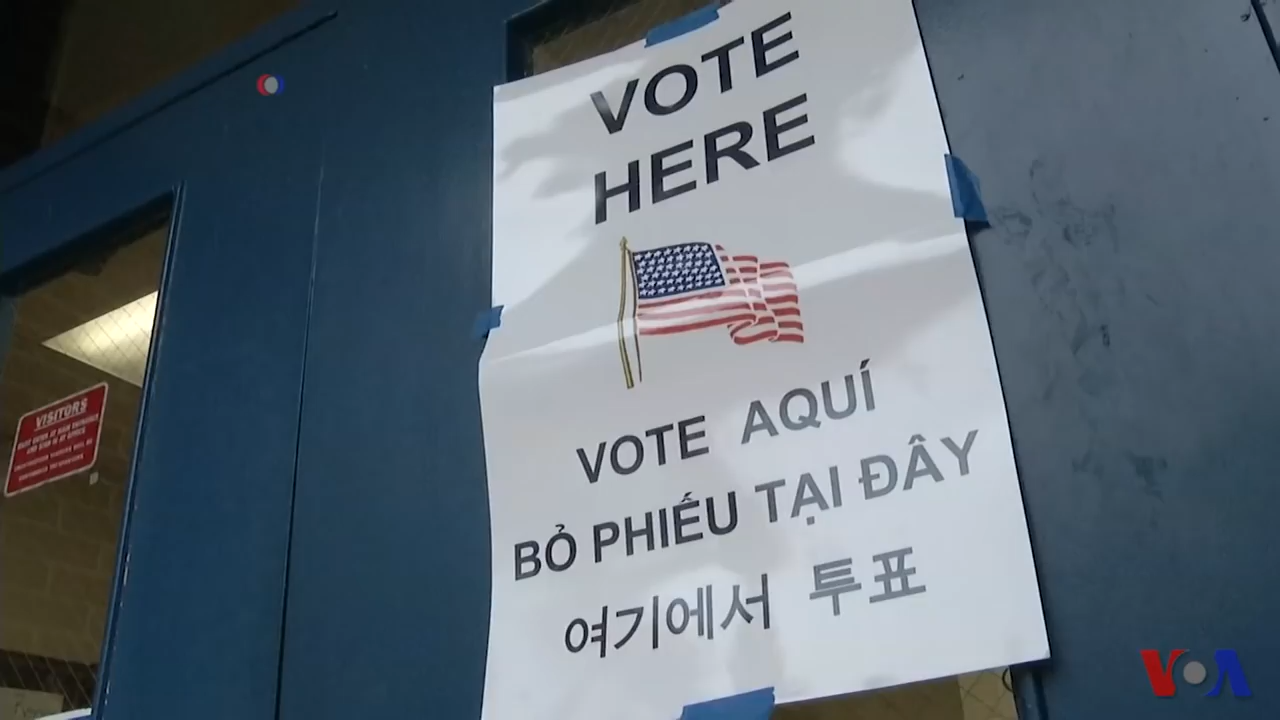 VOTE
HERE
VOTE AQUÍ
BỎ PHIẾU TẠI ĐÂY
여기에서 투표
VISITORS
VOA